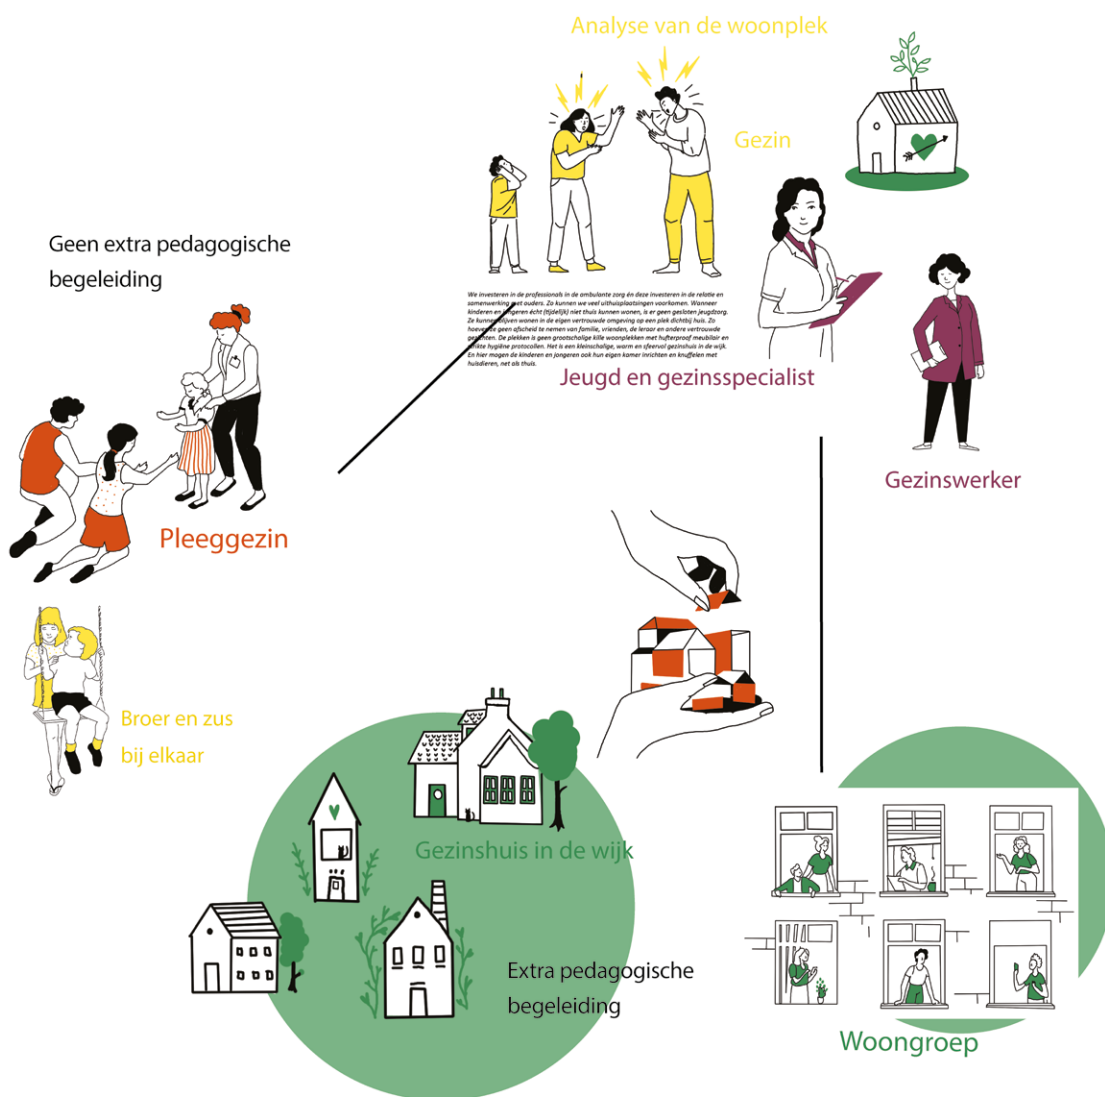 Analyse van de woonplek
Gezin
Geen extra pedagogische
begeleiding
We investeren in de professionals in de ambulante zorg én deze investeren in de relatie en
samenwerking met ouders. Zo kunnen we veel uithuisplaatsingen voorkomen. Wanneer
kinderen en jongeren écht (tijdelijk) niet thuis kunnen wonen, is er geen gesloten jeugdzorg.
Ze kunnen blijven wonen in de eigen vertrouwde omgeving op een plek dichtbij huis. Zo
hoeven de geen afscheid te nemen van familie, vrienden, de leraar en andere vertrouwde
gezichten. De plekken is geen grootschalige kille woonplekken met hufterproof meubilair en
strikte hygiëne protocollen. Het is een kleinschalige, warm en sfeervol gezinshuis in de wijk.
En hier mogen de kinderen en jongeren ook hun eigen kamer inrichten en knuffelen met
huisdieren, net als thuis.
Jeugd en gezinsspecialist
Gezinswerker
Pleeggezin
Broer en zus
bij elkaar
Gezinshuis in de wijk
Extra pedagogische
begeleiding
Woongroep